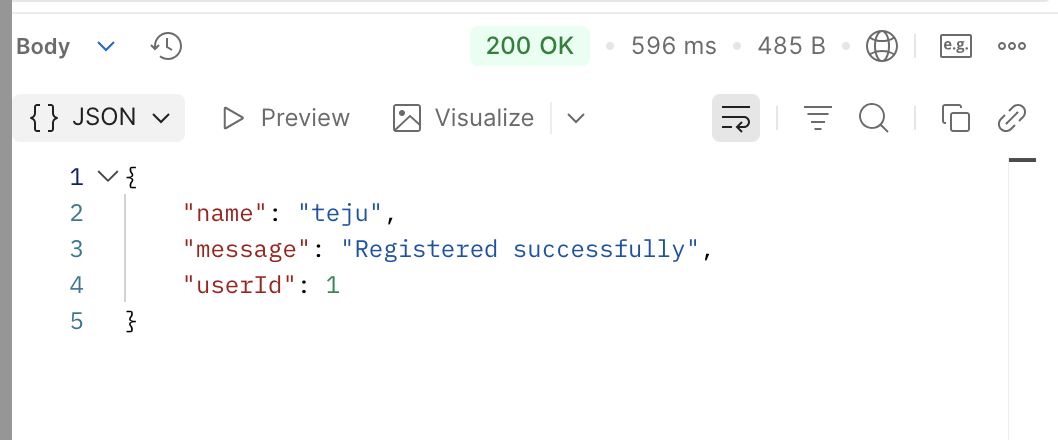 Body 200 OK • 596 ms • 485 B • e.g.
{} JSON Preview Visualize
1 {
2 "name": "teju",
3 "message": "Registered successfully",
4 "userId": 1
5 }